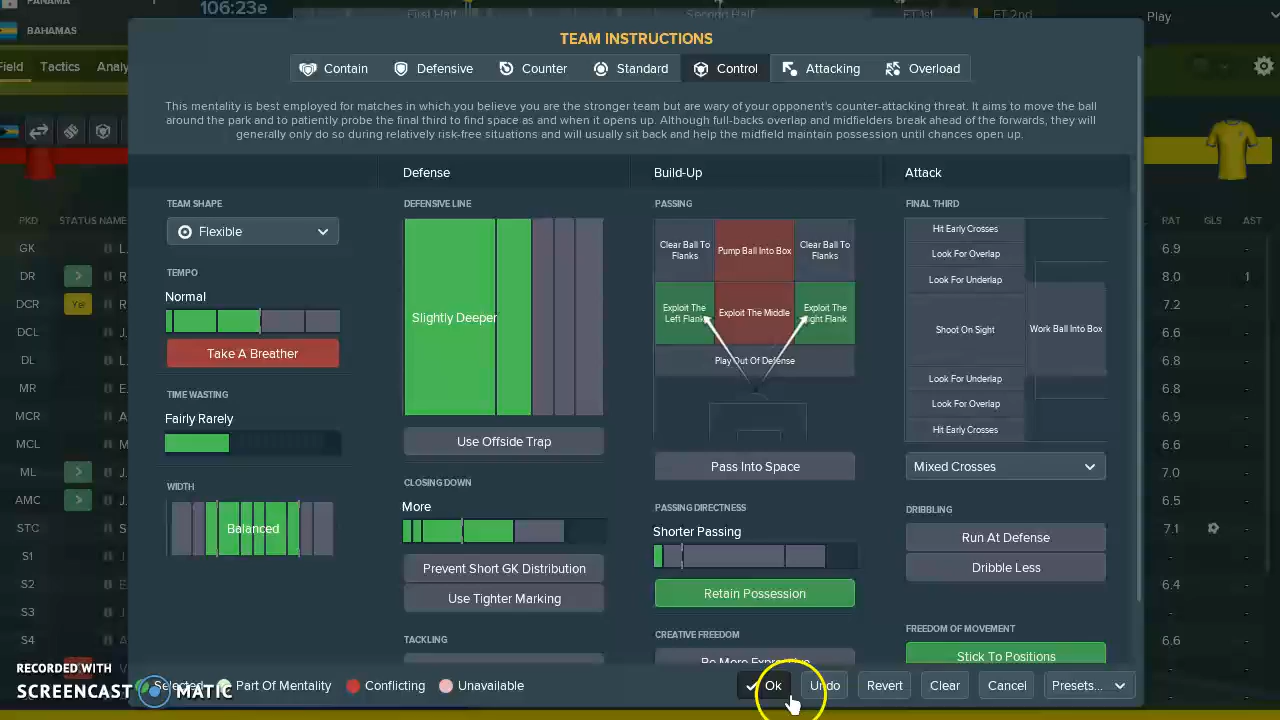 PANAMA
106:23e
First Half
Second Half
ET 1st
ET 2nd
Play
BAHAMAS
TEAM INSTRUCTIONS
Field
Tactics
Analy
Contain
Defensive
Counter
Standard
Control
Attacking
Overload
This mentality is best employed for matches in which you believe you are the stronger team but are wary of your opponent's counter-attacking threat. It aims to move the ball
around the park and to patiently probe the final third to find space as and when it opens up. Although full-backs overlap and midfielders break ahead of the forwards, they will
generally only do so during relatively risk-free situations and will usually sit back and help the midfield maintain possession until chances open up.
Defense
Build-Up
Attack
TEAM SHAPE
Flexible
TEMPO
Normal
Take A Breather
TIME WASTING
Fairly Rarely
WIDTH
Balanced
DEFENSIVE LINE
Slightly Deeper
Use Offside Trap
CLOSING DOWN
More
Prevent Short GK Distribution
Use Tighter Marking
TACKLING
PASSING
Clear Ball To
Flanks
Pump Ball Into Box
Clear Ball To
Flanks
Exploit The
Left Flank
Exploit The Middle
Exploit The
Right Flank
Play Out Of Defense
Pass Into Space
PASSING DIRECTNESS
Shorter Passing
Retain Possession
CREATIVE FREEDOM
Be More Expressive
FINAL THIRD
Hit Early Crosses
Look For Overlap
Look For Underlap
Shoot On Sight
Work Ball Into Box
Look For Underlap
Look For Overlap
Hit Early Crosses
Mixed Crosses
DRIBBLING
Run At Defense
Dribble Less
FREEDOM OF MOVEMENT
Stick To Positions
PKD
STATUS
NAME
RAT
GLS
AST
GK
L.
6.9
-
-
DR
R
8.0
-
1
DCR
Yel
R
7.2
-
-
DCL
J.
6.6
-
-
DL
R
6.8
-
-
MR
E.
6.8
-
-
MCR
A
6.9
-
-
MCL
M
6.6
-
-
ML
J.
7.0
-
-
AMC
J.
6.5
-
-
STC
S
7.1
-
S1
-
-
S2
6.4
-
-
S3
-
-
S4
6.6
-
-
Selected
Part Of Mentality
Conflicting
Unavailable
Ok
Undo
Revert
Clear
Cancel
Presets...
RECORDED WITH
SCREENCAST MATIC